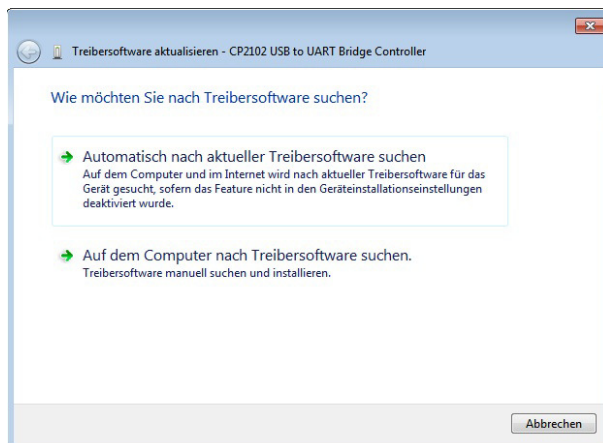 Treibersoftware aktualisieren - CP2102 USB to UART Bridge Controller
Wie möchten Sie nach Treibersoftware suchen?
Automatisch nach aktueller Treibersoftware suchen
Auf dem Computer und im Internet wird nach aktueller Treibersoftware für das
Gerät gesucht, sofern das Feature nicht in den Geräteinstallationseinstellungen
deaktiviert wurde.
Auf dem Computer nach Treibersoftware suchen.
Treibersoftware manuell suchen und installieren.
Abbrechen